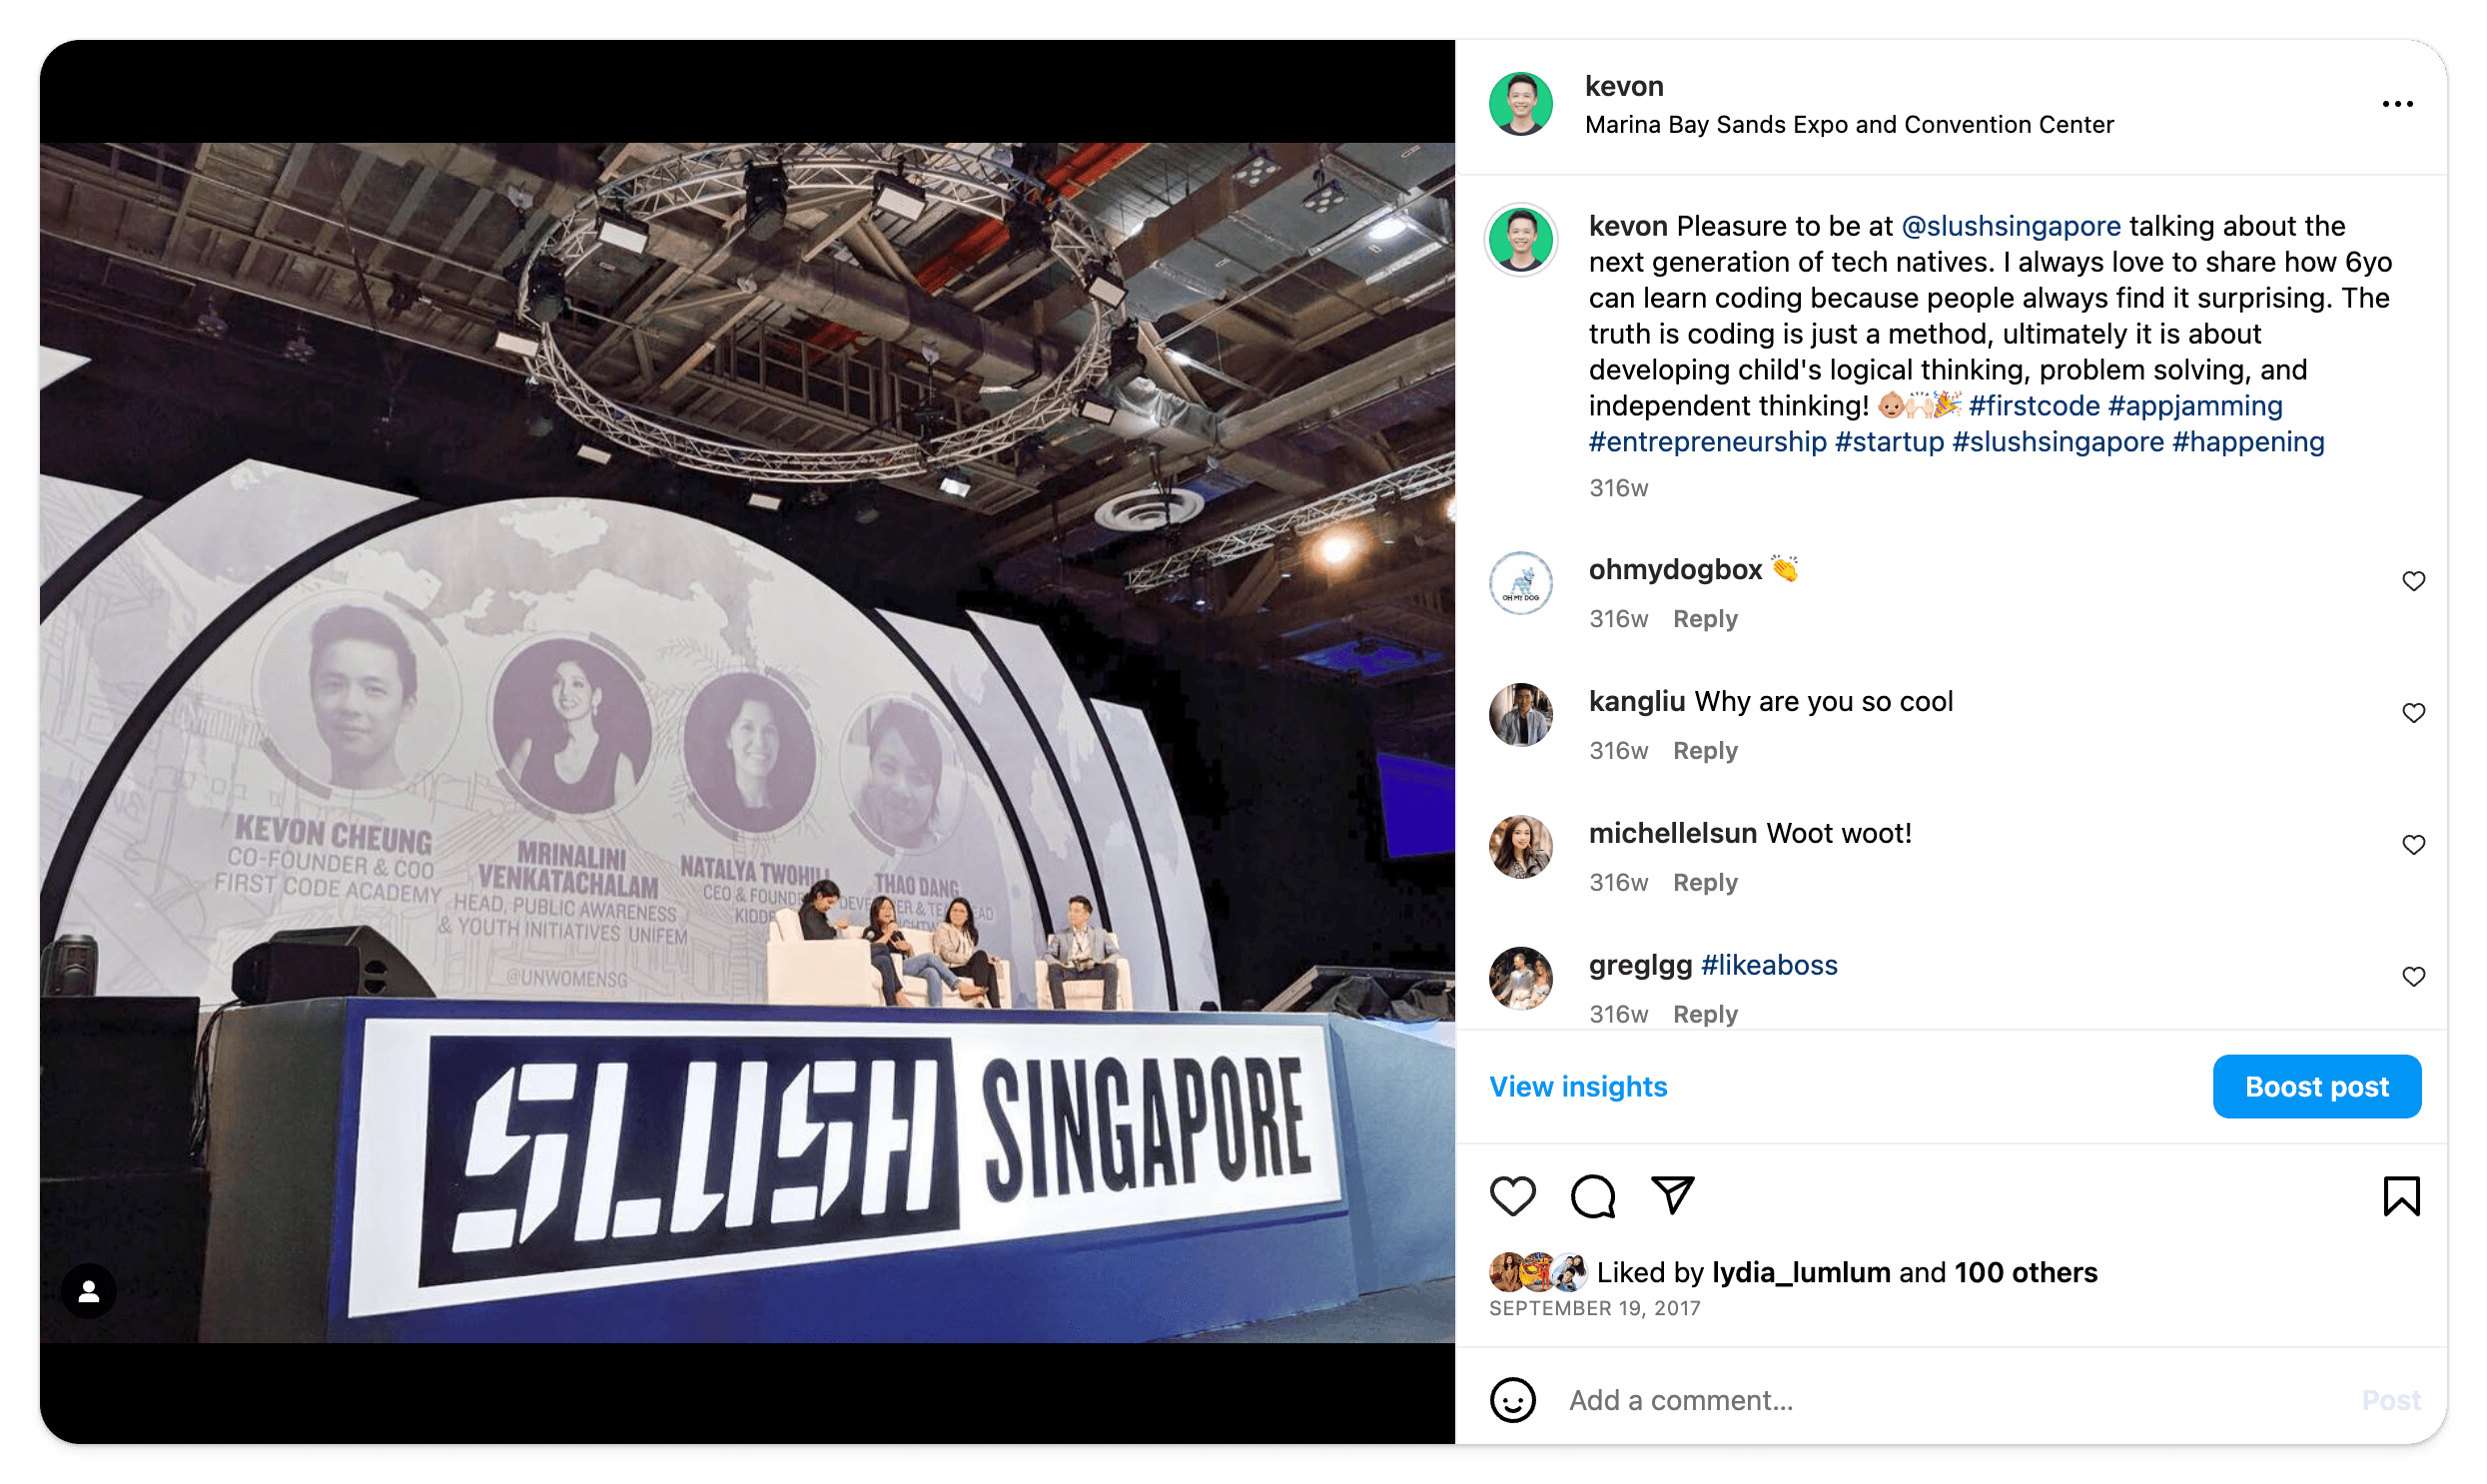 KEVON CHEUNG
CO-FOUNDER & COO
FIRST CODE ACADEMY
MRINALINI
VENKATACHALAM
HEAD, PUBLIC AWARENESS
& YOUTH INITIATIVES UNIFEM
@UNWOMENSG
NATALYA TWOHILL
CEO &
THAO DANG
SLUSH SINGAPORE
kevon
Marina Bay Sands Expo and Convention Center
kevon Pleasure to be at @slushsingapore talking about the
next generation of tech natives. I always love to share how 6yo
can learn coding because people always find it surprising. The
truth is coding is just a method, ultimately it is about
developing child's logical thinking, problem solving, and
independent thinking! 👶🏼🙌🏻🎉 #firstcode #appjamming
#entrepreneurship #startup #slushsingapore #happening
316w
OH MY DOG
ohmydogbox 👏
316w Reply
kangliu Why are you so cool
316w Reply
michellelsun Woot woot!
316w Reply
greglgg #likeaboss
316w Reply
View insights
Boost post
Liked by lydia_lumlum and 100 others
SEPTEMBER 19, 2017
Add a comment...
Post